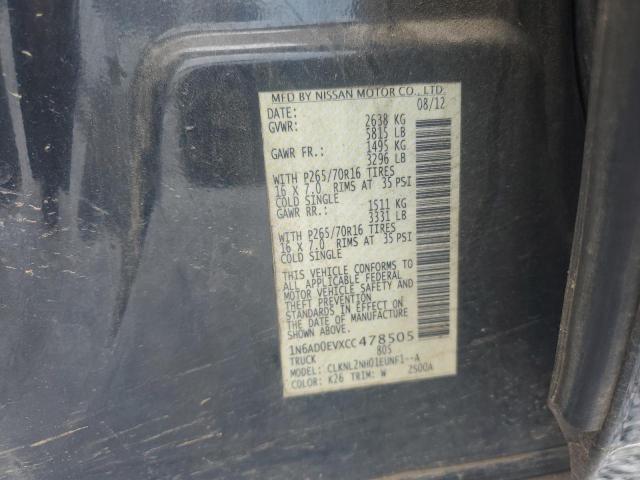 MFD BY NISSAN MOTOR CO., LTD.
DATE: 08/12
GVWR: 2638 KG
5815 LB
GAWR FR.: 1495 KG
3296 LB
WITH P265/70R16 TIRES
16 X 7.0 RIMS AT 35 PSI
COLD SINGLE
GAWR RR.: 1511 KG
3331 LB
WITH P265/70R16 TIRES
16 X 7.0 RIMS AT 35 PSI
COLD SINGLE
THIS VEHICLE CONFORMS TO
ALL APPLICABLE FEDERAL
MOTOR VEHICLE SAFETY AND
THEFT PREVENTION
STANDARDS IN EFFECT ON
THE DATE OF MANUFACTURE
SHOWN ABOVE.
1N6AD0EVXCC478505
TRUCK 805
MODEL: CLKNL2NH01EUNF1--A
COLOR: K26 TRIM: W 2500A